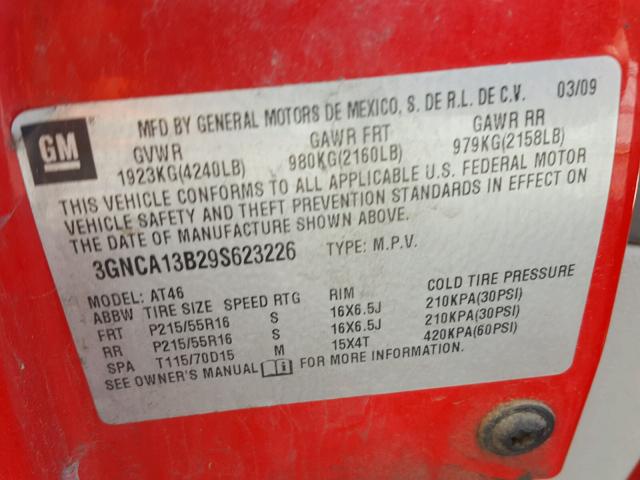 MFD BY GENERAL MOTORS DE MEXICO, S. DE R.L. DE C.V. 03/09
GM
GVWR GAWR FRT GAWR RR
1923KG(4240LB) 980KG(2160LB) 979KG(2158LB)
THIS VEHICLE CONFORMS TO ALL APPLICABLE U.S. FEDERAL MOTOR
VEHICLE SAFETY AND THEFT PREVENTION STANDARDS IN EFFECT ON
THE DATE OF MANUFACTURE SHOWN ABOVE.
3GNCA13B29S623226 TYPE: M.P.V.
MODEL: AT46
ABBW TIRE SIZE SPEED RTG RIM COLD TIRE PRESSURE
FRT P215/55R16 S 16X6.5J 210KPA(30PSI)
RR P215/55R16 S 16X6.5J 210KPA(30PSI)
SPA T115/70D15 M 15X4T 420KPA(60PSI)
SEE OWNER'S MANUAL i FOR MORE INFORMATION.